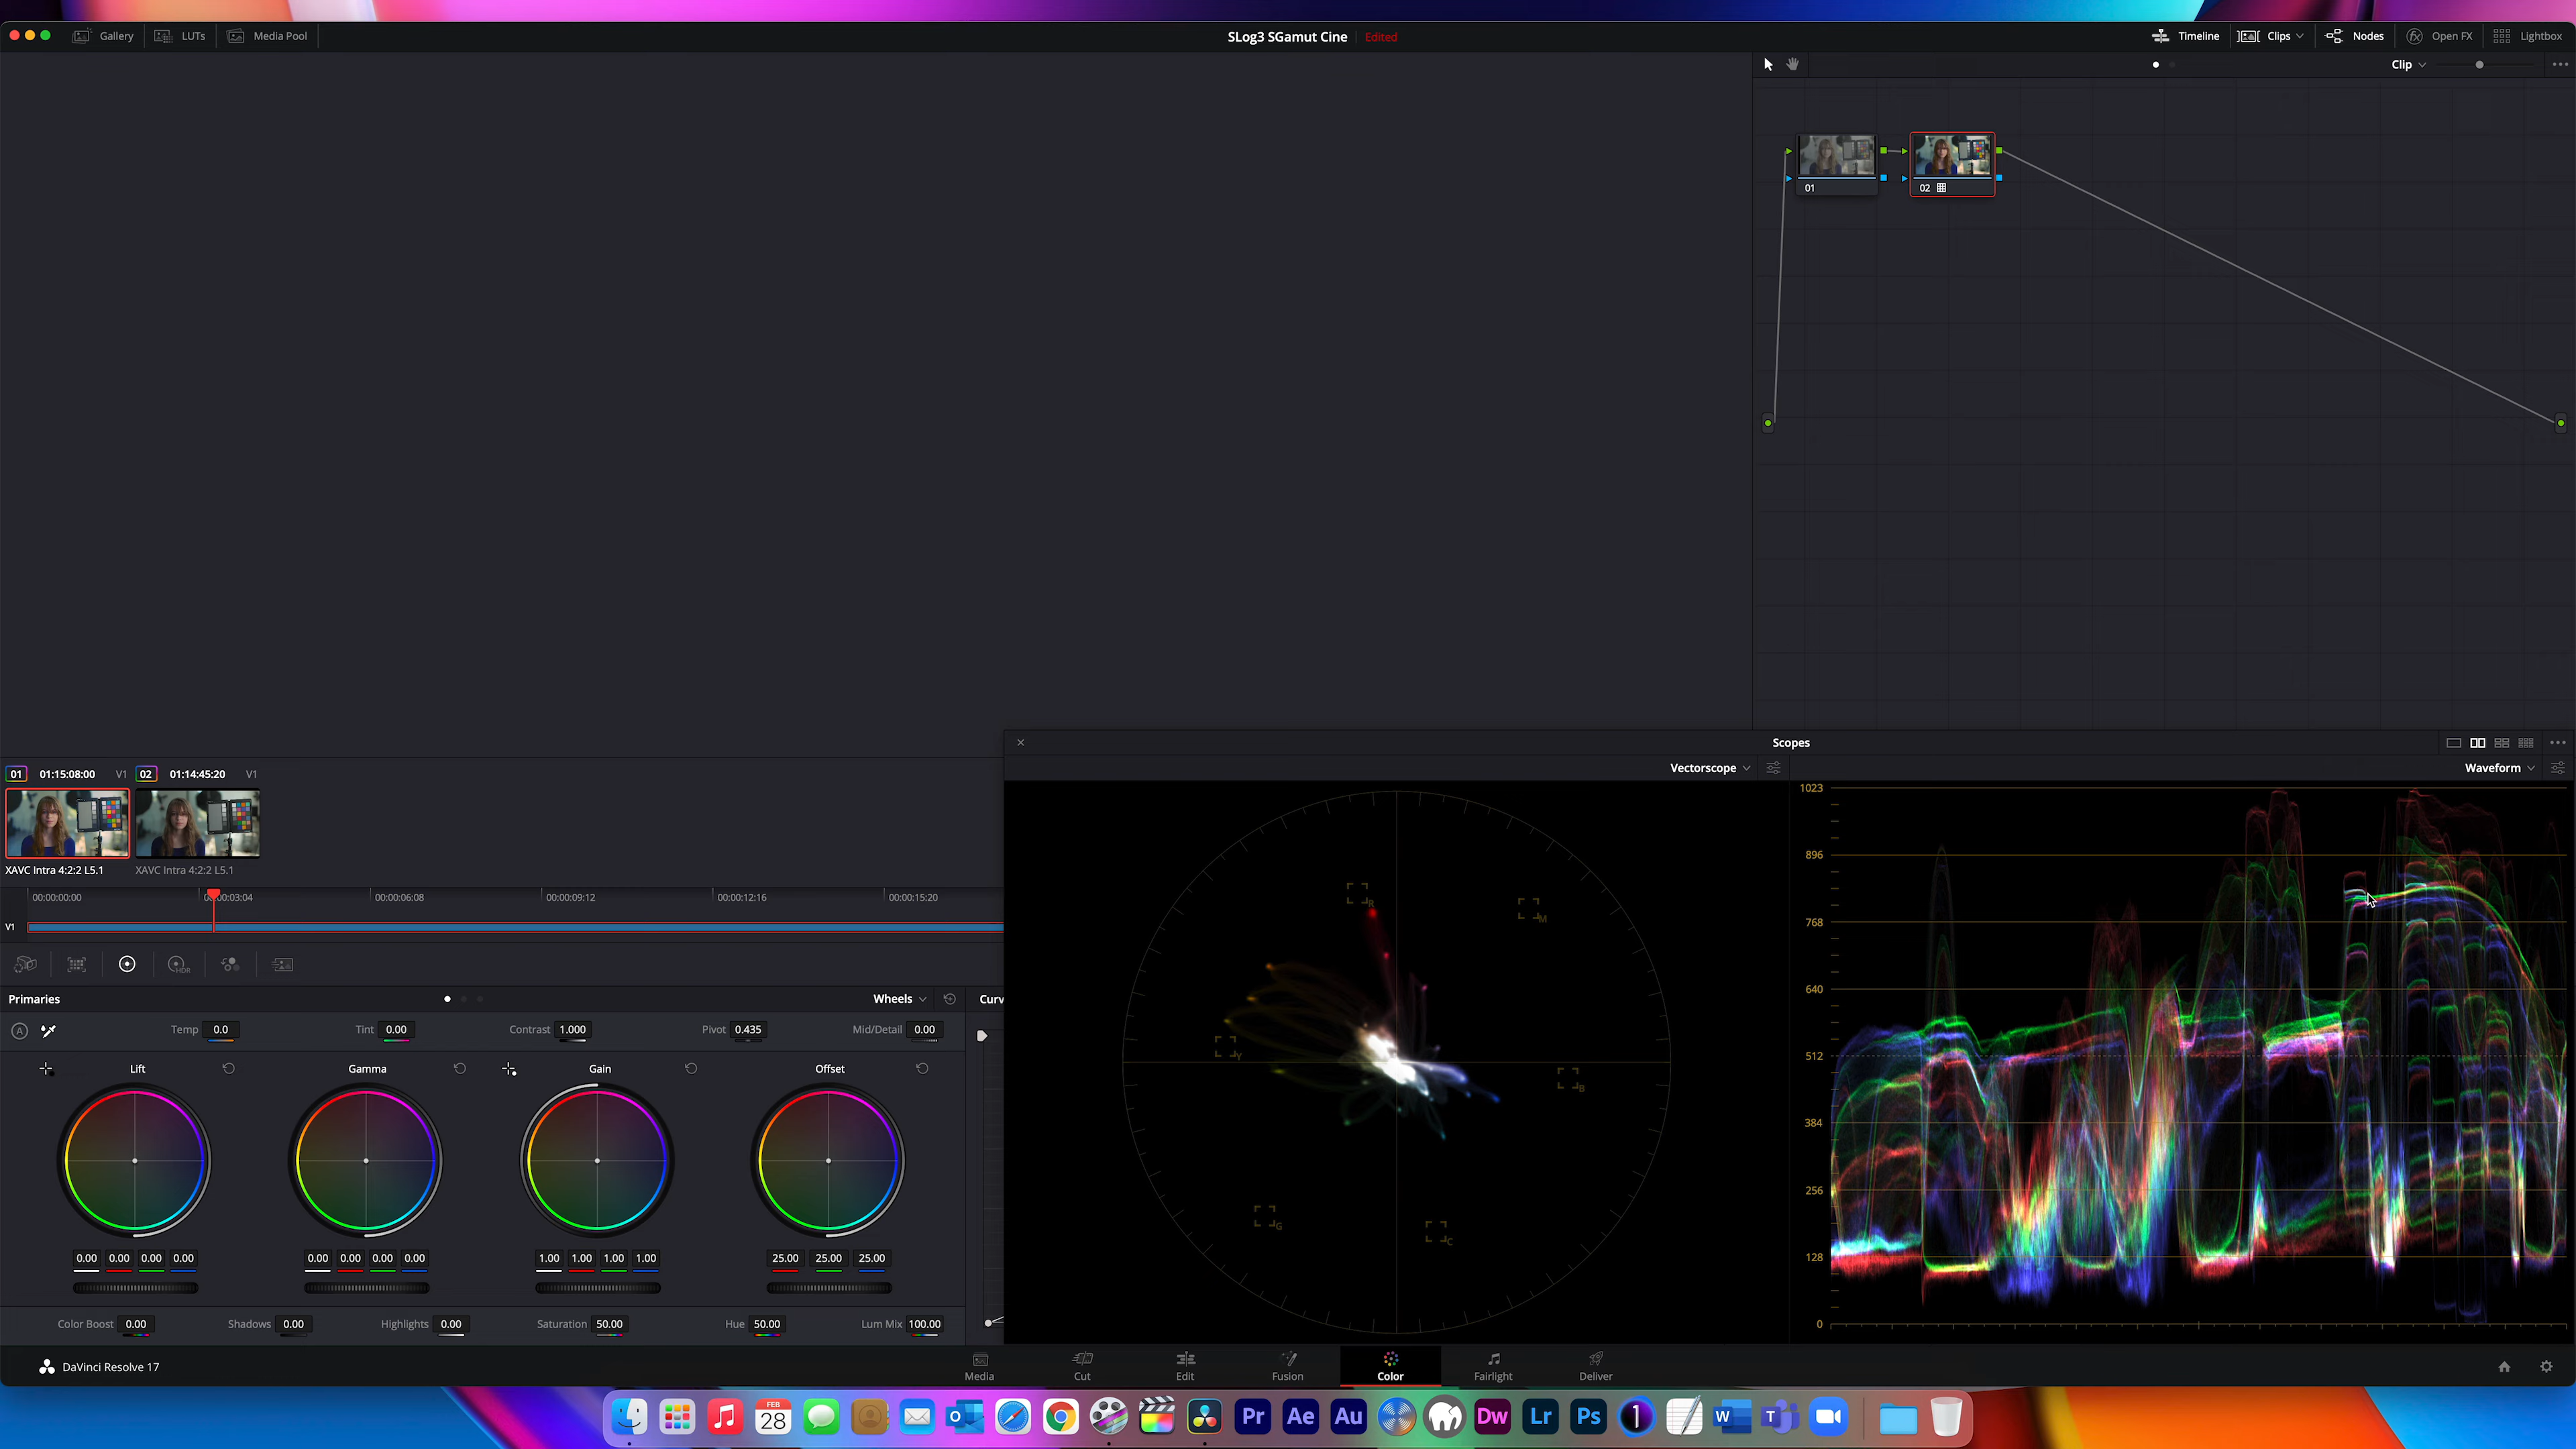 Gallery LUTs Media Pool SLog3 SGamut Cine Edited Timeline Clips Nodes Open FX Lightbox
Clip
01 02
01 01:15:08:00 V1 02 01:14:45:20 V1
XAVC Intra 4:2:2 L5.1 XAVC Intra 4:2:2 L5.1
00:00:00:00 00:00:03:04 00:00:06:08 00:00:09:12 00:00:12:16 00:00:15:20
V1
HDR
Primaries Wheels Curv
A Temp 0.0 Tint 0.00 Contrast 1.000 Pivot 0.435 Mid/Detail 0.00
Lift Gamma Gain Offset
0.00 0.00 0.00 0.00 0.00 0.00 0.00 0.00 1.00 1.00 1.00 1.00 25.00 25.00 25.00
Color Boost 0.00 Shadows 0.00 Highlights 0.00 Saturation 50.00 Hue 50.00 Lum Mix 100.00
Scopes
Vectorscope Waveform
R
M
Y
B
G
C
1023
896
768
640
512
384
256
128
0
DaVinci Resolve 17 Media Cut Edit Fusion Color Fairlight Deliver
FEB
28
Pr Ae Au Dw Lr Ps 1 W T